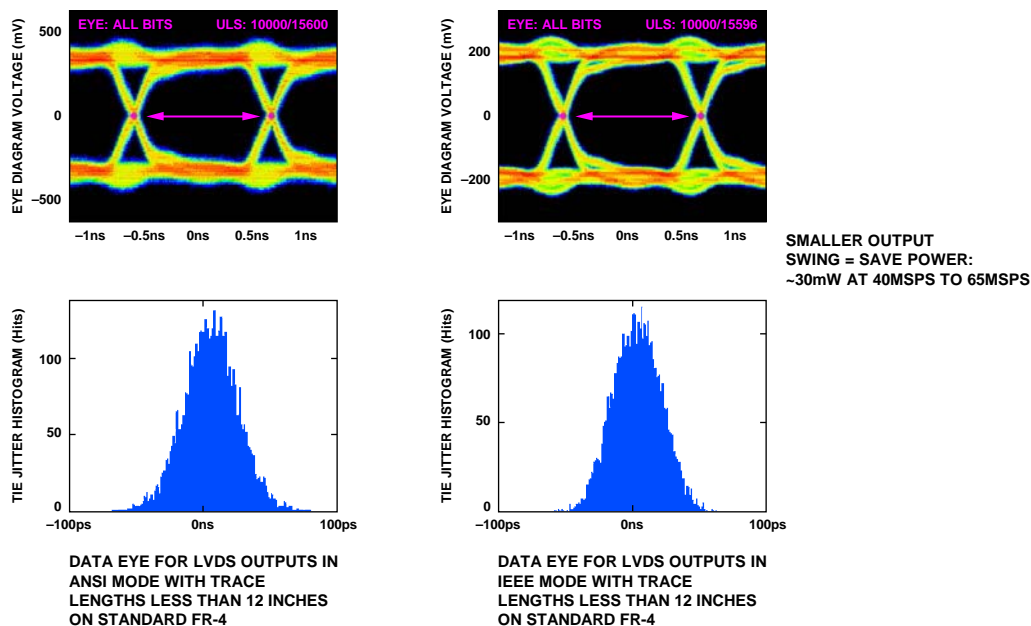 EYE DIAGRAM VOLTAGE (mV)
500
0
–500
EYE: ALL BITS
ULS: 10000/15600
–1ns
–0.5ns
0ns
0.5ns
1ns
EYE DIAGRAM VOLTAGE (mV)
200
0
–200
EYE: ALL BITS
ULS: 10000/15596
–1ns
–0.5ns
0ns
0.5ns
1ns
SMALLER OUTPUT
SWING = SAVE POWER:
~30mW AT 40MSPS TO 65MSPS
TIE JITTER HISTOGRAM (Hits)
100
50
0
–100ps
0ns
100ps
DATA EYE FOR LVDS OUTPUTS IN
ANSI MODE WITH TRACE
LENGTHS LESS THAN 12 INCHES
ON STANDARD FR-4
TIE JITTER HISTOGRAM (Hits)
100
50
0
–100ps
0ns
100ps
DATA EYE FOR LVDS OUTPUTS IN
IEEE MODE WITH TRACE
LENGTHS LESS THAN 12 INCHES
ON STANDARD FR-4